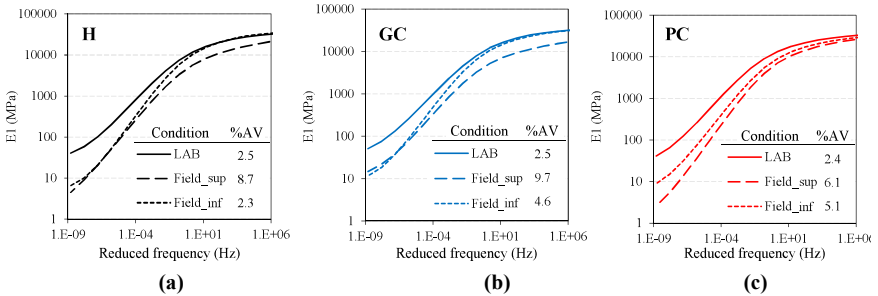 H
100000
10000
1000
100
10
1
E1 (MPa)
Condition %AV
LAB 2.5
Field_sup 8.7
Field_inf 2.3
1.E-09 1.E-04 1.E+01 1.E+06
Reduced frequency (Hz)
(a)
GC
100000
10000
1000
100
10
1
E1 (MPa)
Condition %AV
LAB 2.5
Field_sup 9.7
Field_inf 4.6
1.E-09 1.E-04 1.E+01 1.E+06
Reduced frequency (Hz)
(b)
PC
100000
10000
1000
100
10
1
E1 (MPa)
Condition %AV
LAB 2.4
Field_sup 6.1
Field_inf 5.1
1.E-09 1.E-04 1.E+01 1.E+06
Reduced frequency (Hz)
(c)